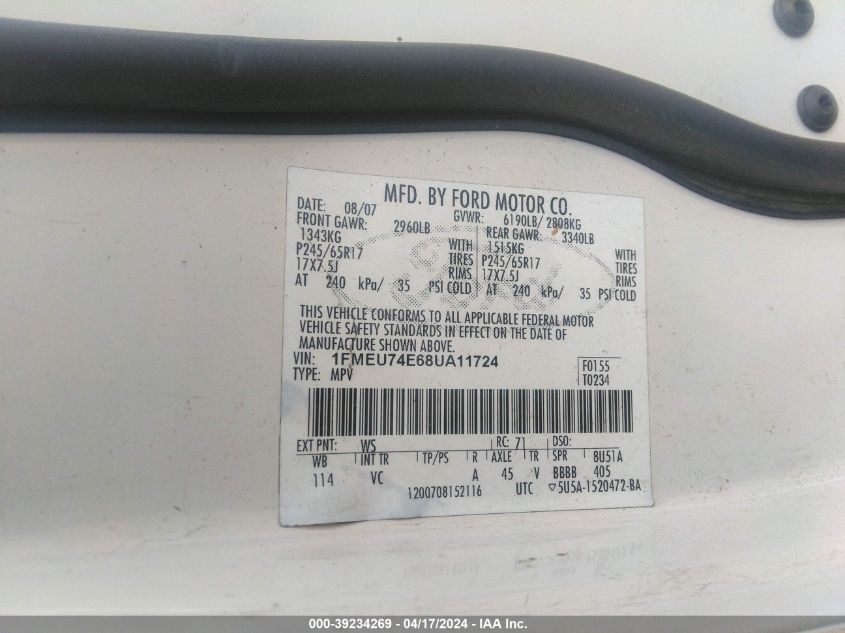 MFD. BY FORD MOTOR CO.
DATE: 08/07 GVWR: 6190LB/ 2808KG
FRONT GAWR: 2960LB REAR GAWR: 3340LB
1343KG WITH 1515KG WITH
P245/65R17 TIRES P245/65R17 TIRES
17X7.5J RIMS 17X7.5J RIMS
AT 240 kPa/ 35 PSI COLD AT 240 kPa/ 35 PSI COLD
THIS VEHICLE CONFORMS TO ALL APPLICABLE FEDERAL MOTOR
VEHICLE SAFETY STANDARDS IN EFFECT ON THE DATE OF
MANUFACTURE SHOWN ABOVE.
VIN: 1FMEU74E68UA11724 F0155
TYPE: MPV T0234
EXT PNT: WS RC: 71 DSO:
WB INT TR TP/PS R AXLE TR SPR BU51A
114 VC A 45 V BBBB 405
1200708152116 UTC ▽5U5A-1520472-BA
000-39234269 - 04/17/2024 - IAA Inc.